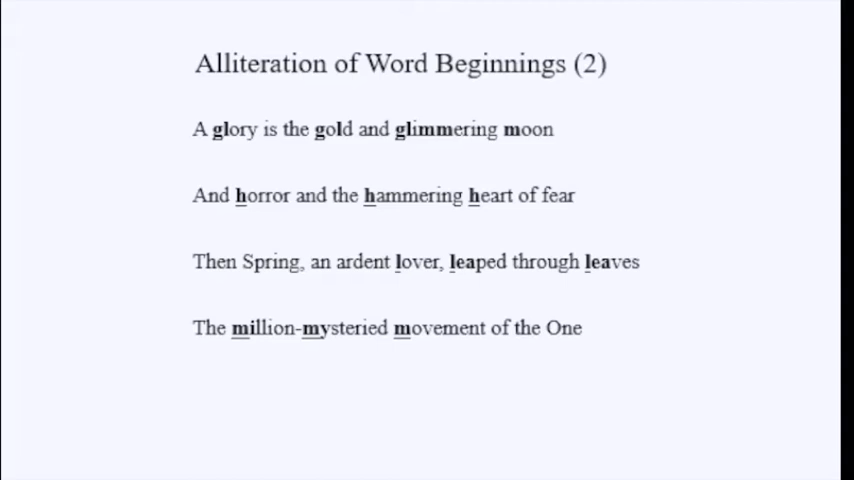 Alliteration of Word Beginnings (2)
A glory is the gold and glimmering moon
And horror and the hammering heart of fear
Then Spring, an ardent lover, leaped through leaves
The million-mysteried movement of the One